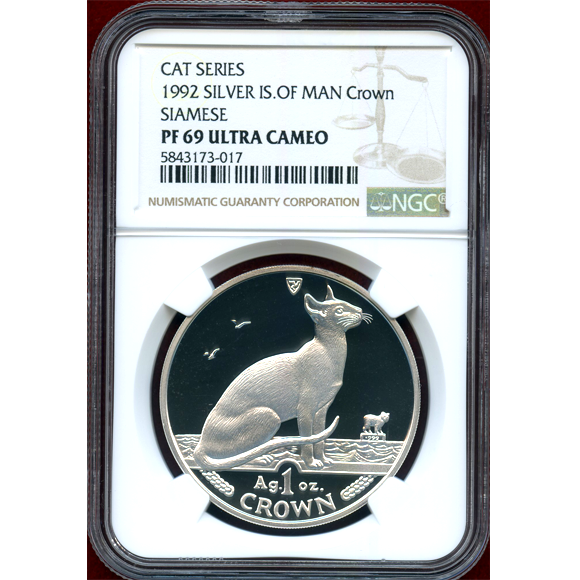 CAT SERIES
1992 SILVER IS.OF MAN Crown
SIAMESE
PF 69 ULTRA CAMEO
5843173-017
NUMISMATIC GUARANTY CORPORATION
NGC®
.999
Ag.1 oz.
CROWN